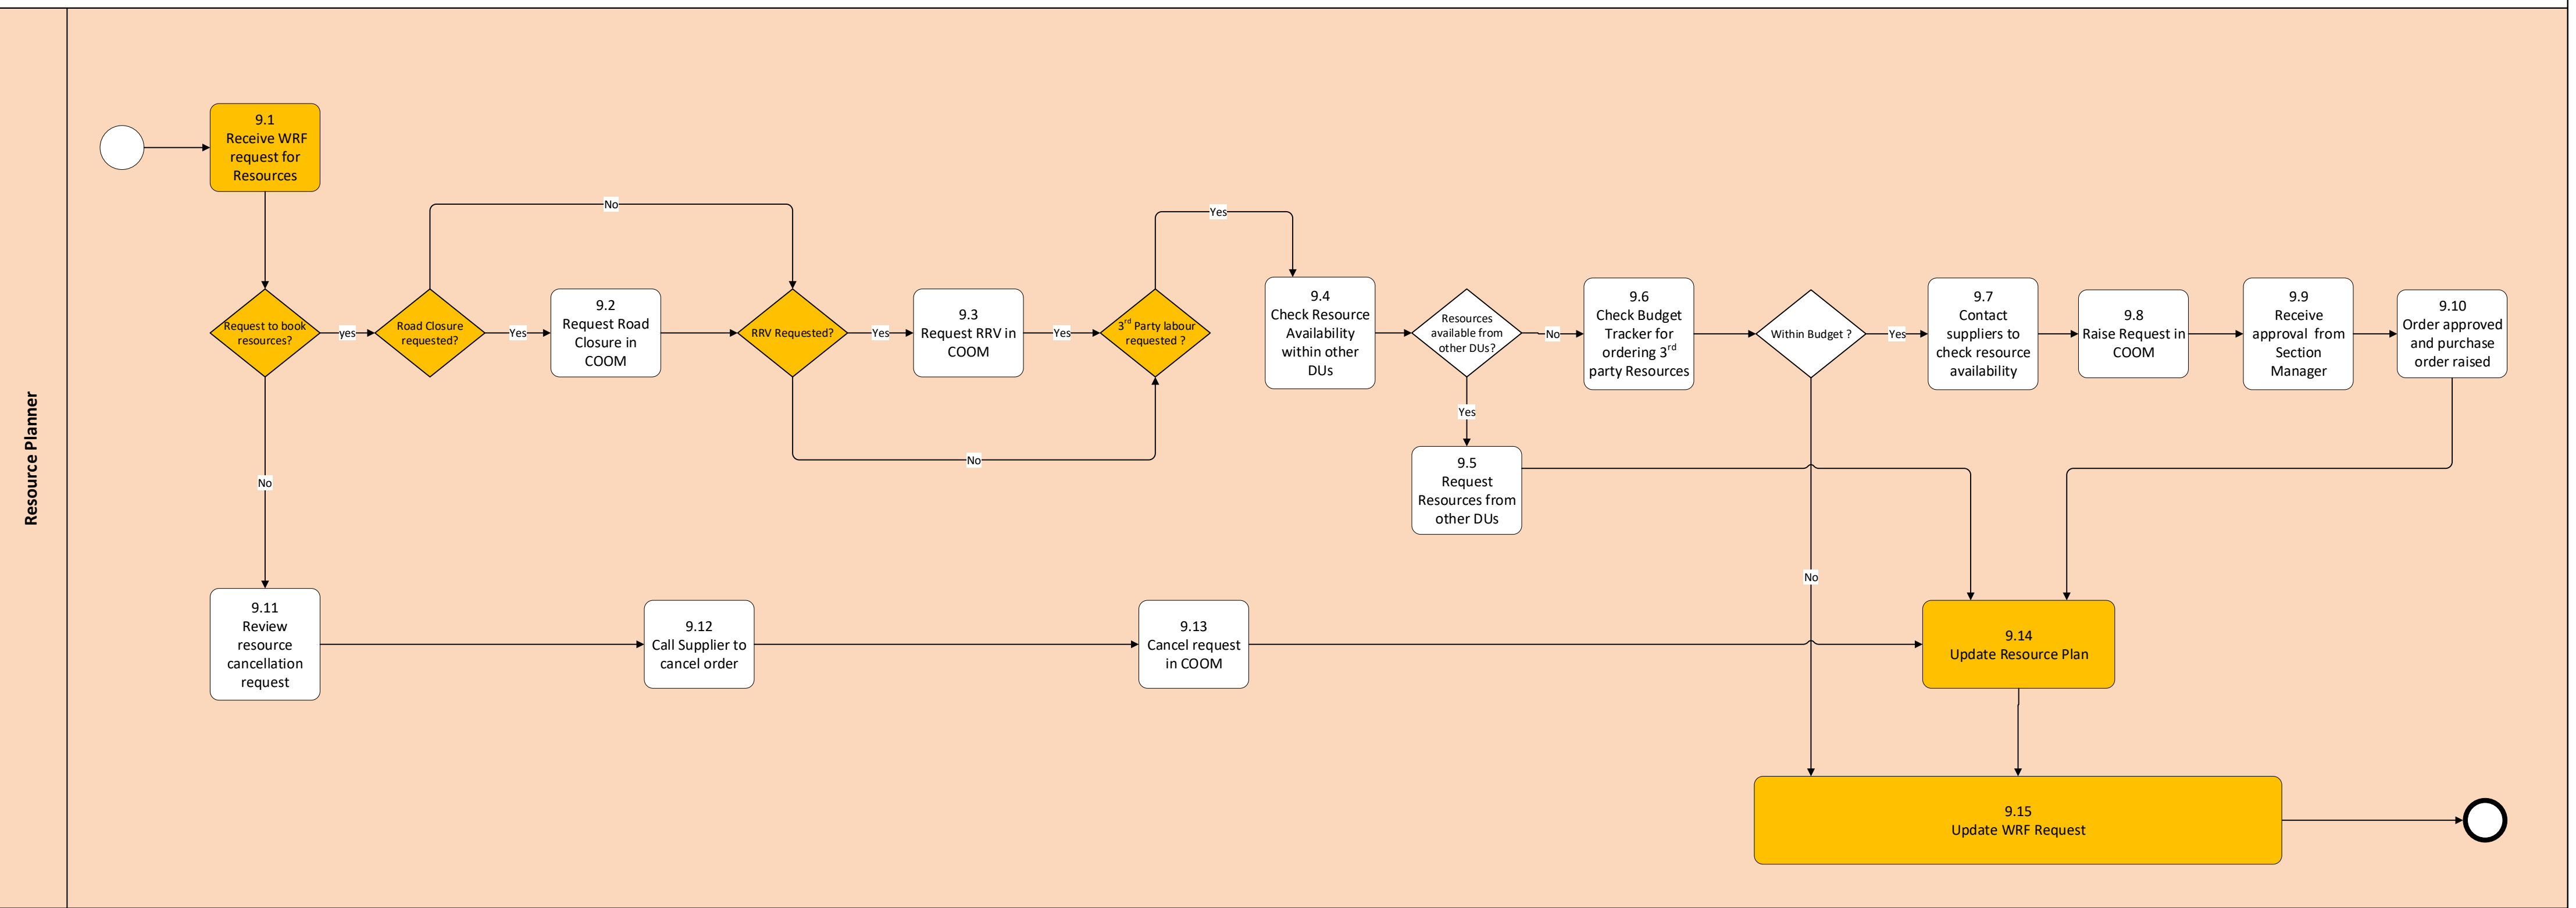 Resource Planner
9.1
Receive WRF
request for
Resources
No
Yes
Request to book
resources?
yes
Road Closure
requested?
Yes
9.2
Request Road
Closure in
COOM
RRV Requested?
Yes
9.3
Request RRV in
COOM
Yes
3rd Party labour
requested ?
9.4
Check Resource
Availability
within other
DUs
Resources
available from
other DUs?
No
9.6
Check Budget
Tracker for
ordering 3rd
party Resources
Within Budget ?
Yes
9.7
Contact
suppliers to
check resource
availability
9.8
Raise Request in
COOM
9.9
Receive
approval from
Section
Manager
9.10
Order approved
and purchase
order raised
Yes
No
No
9.5
Request
Resources from
other DUs
No
9.11
Review
resource
cancellation
request
9.12
Call Supplier to
cancel order
9.13
Cancel request
in COOM
9.14
Update Resource Plan
9.15
Update WRF Request